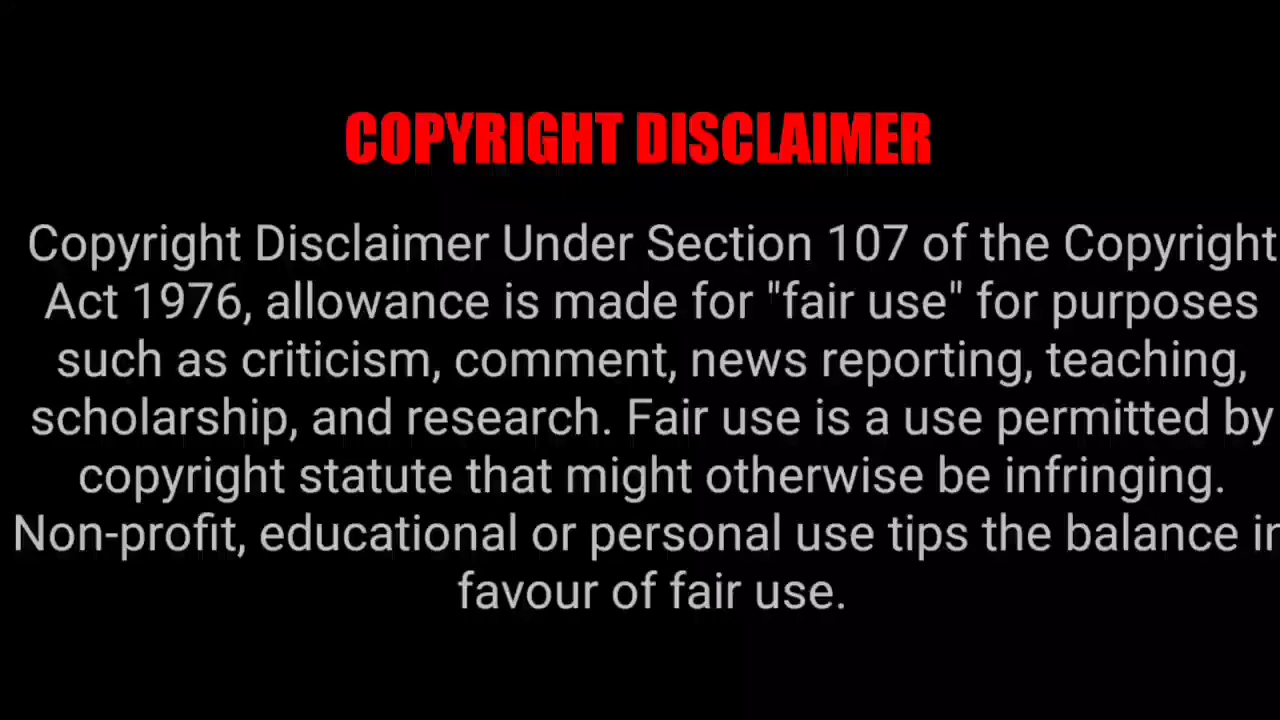 COPYRIGHT DISCLAIMER
Copyright Disclaimer Under Section 107 of the Copyright
Act 1976, allowance is made for "fair use" for purposes
such as criticism, comment, news reporting, teaching,
scholarship, and research. Fair use is a use permitted by
copyright statute that might otherwise be infringing.
Non-profit, educational or personal use tips the balance in
favour of fair use.